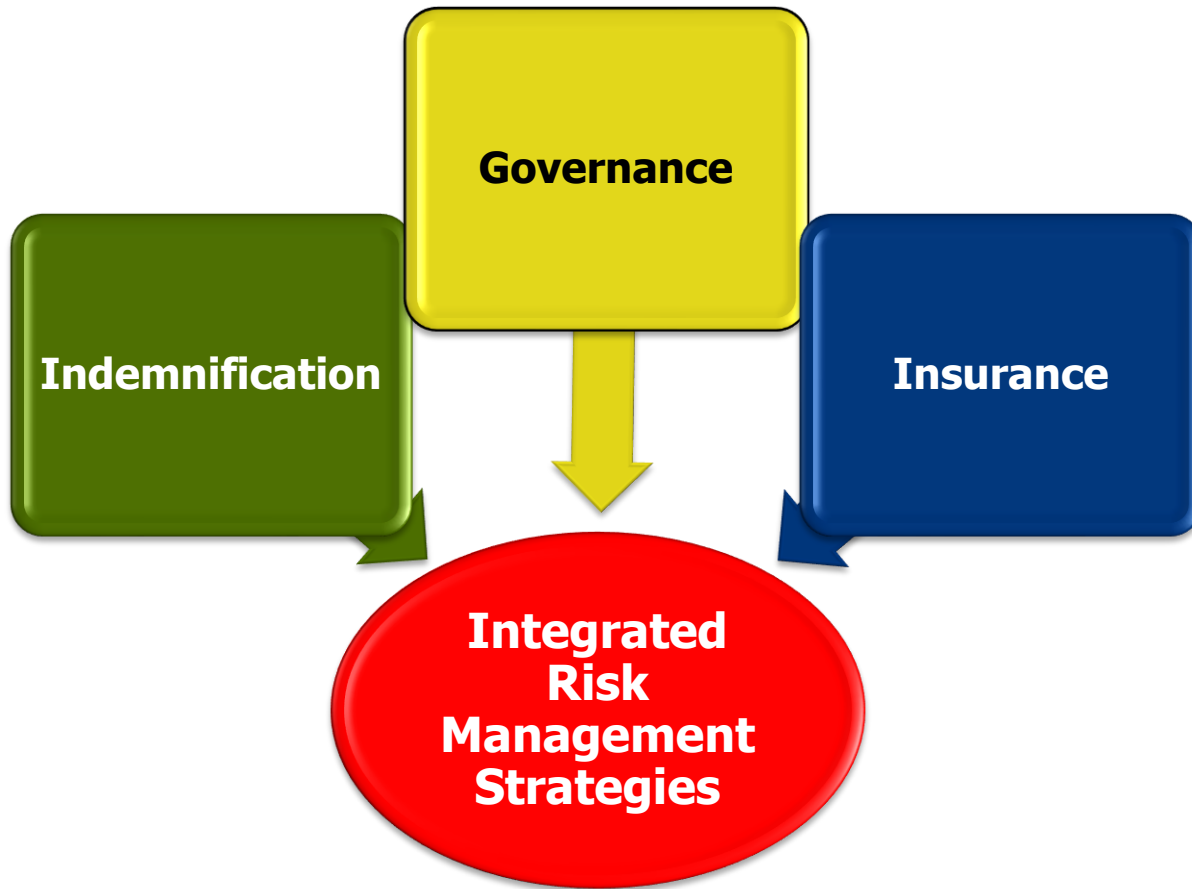 Governance
Indemnification
Insurance
Integrated
Risk
Management
Strategies